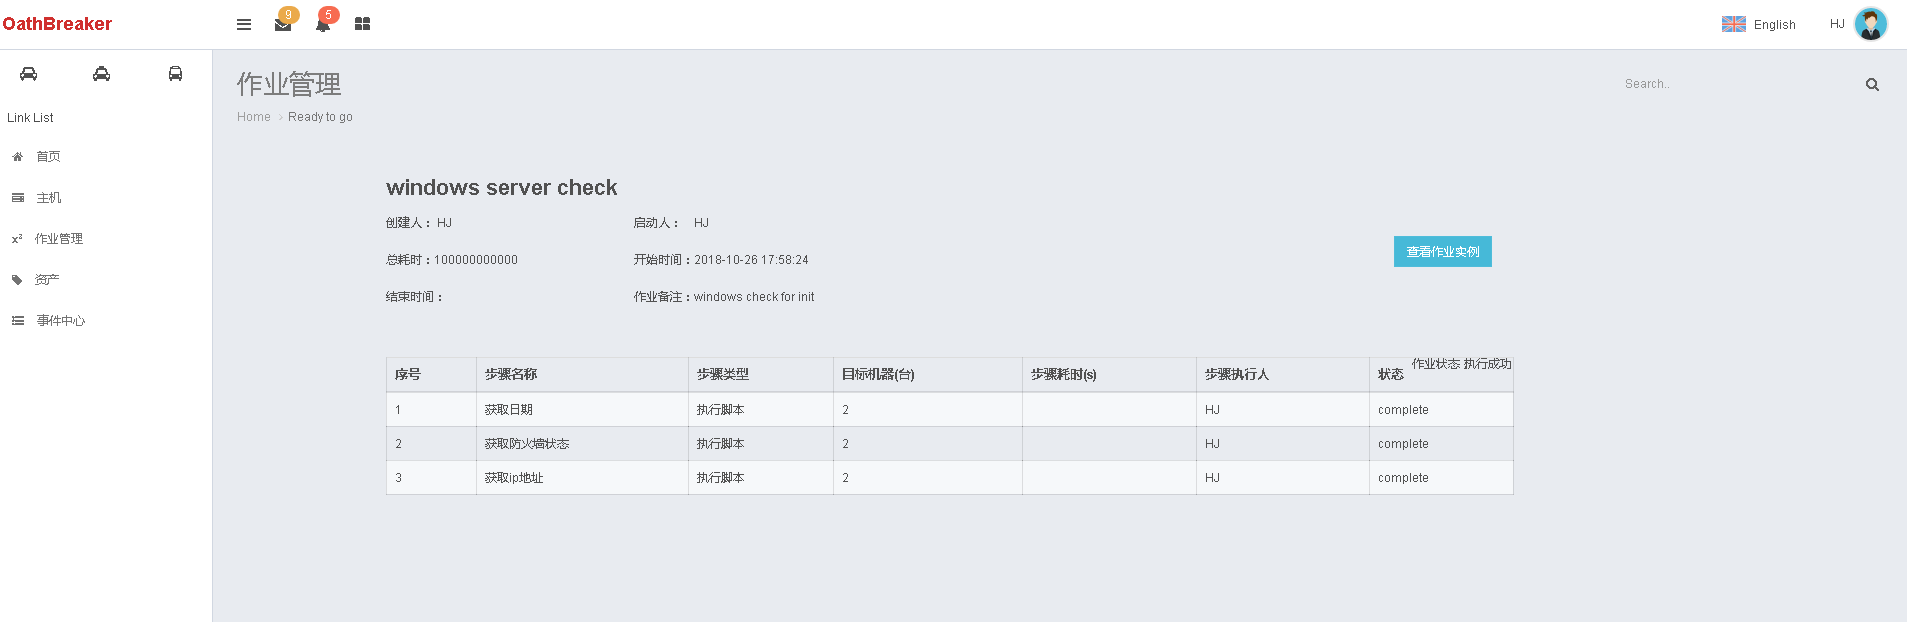 OathBreaker
9
5
English
HJ
Link List
首页
主机
x² 作业管理
资产
事件中心
作业管理
Search..
Home > Ready to go
windows server check
创建人： HJ 启动人： HJ
总耗时：100000000000 开始时间：2018-10-26 17:58:24
查看作业实例
结束时间： 作业备注：windows check for init
作业状态 执行成功
序号 步骤名称 步骤类型 目标机器(台) 步骤耗时(s) 步骤执行人 状态
1 获取日期 执行脚本 2 HJ complete
2 获取防火墙状态 执行脚本 2 HJ complete
3 获取ip地址 执行脚本 2 HJ complete